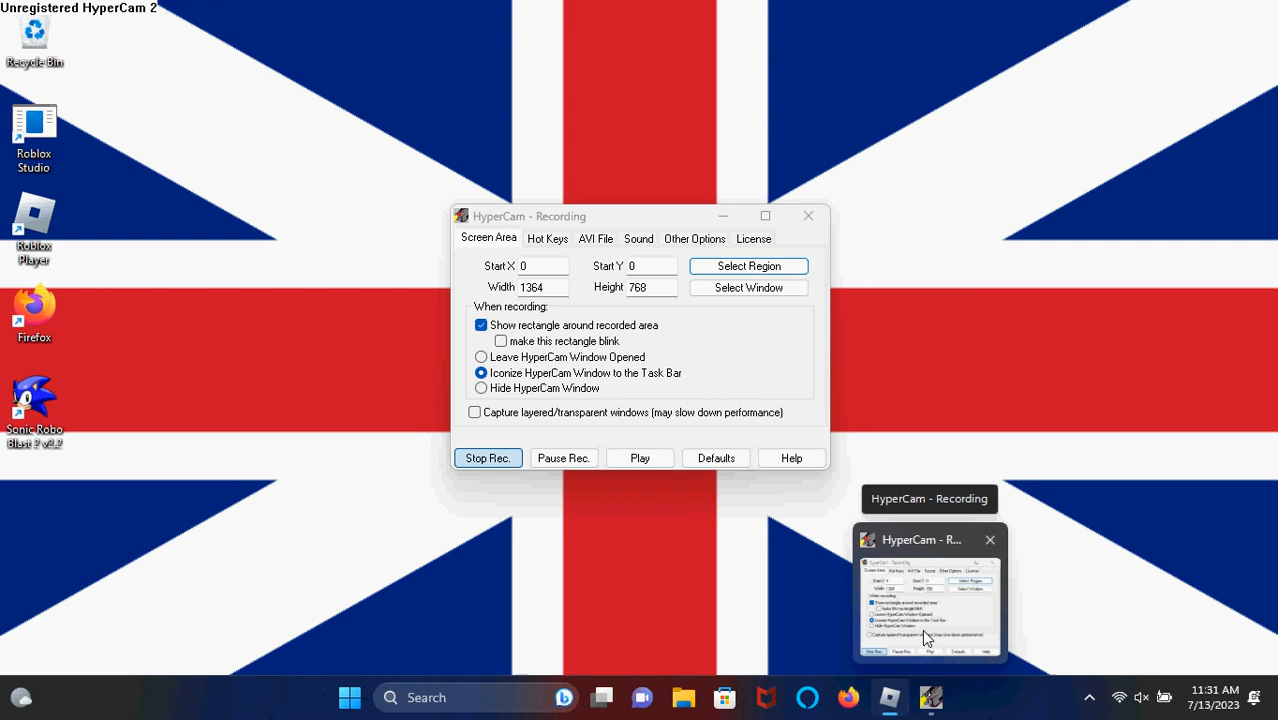 Unregistered HyperCam 2
Recycle Bin
Roblox
Studio
Roblox
Player
Firefox
Sonic Robo
Blast 2 v2.2
HyperCam - Recording
Screen Area Hot Keys AVI File Sound Other Options License
Start X 0 Start Y 0 Select Region
Width 1364 Height 768 Select Window
When recording:
Show rectangle around recorded area
make this rectangle blink
Leave HyperCam Window Opened
Iconize HyperCam Window to the Task Bar
Hide HyperCam Window
Capture layered/transparent windows (may slow down performance)
Stop Rec. Pause Rec. Play Defaults Help
HyperCam - Recording
HyperCam - R...
Search
11:31 AM
7/13/2023